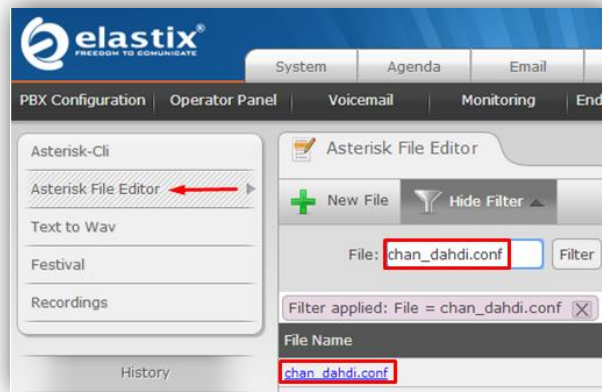 elastix®
FREEDOM TO COMUNICATE
System Agenda Email
PBX Configuration Operator Panel Voicemail Monitoring End
Asterisk-Cli
Asterisk File Editor
Text to Wav
Festival
Recordings
History
Asterisk File Editor
New File Hide Filter
File: chan_dahdi.conf Filter
Filter applied: File = chan_dahdi.conf X
File Name
chan_dahdi.conf